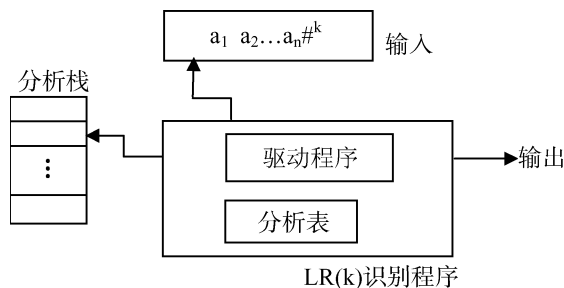 a₁ a₂…aₙ#ᵏ
输入
分析栈
⋮
驱动程序
输出
分析表
LR(k)识别程序